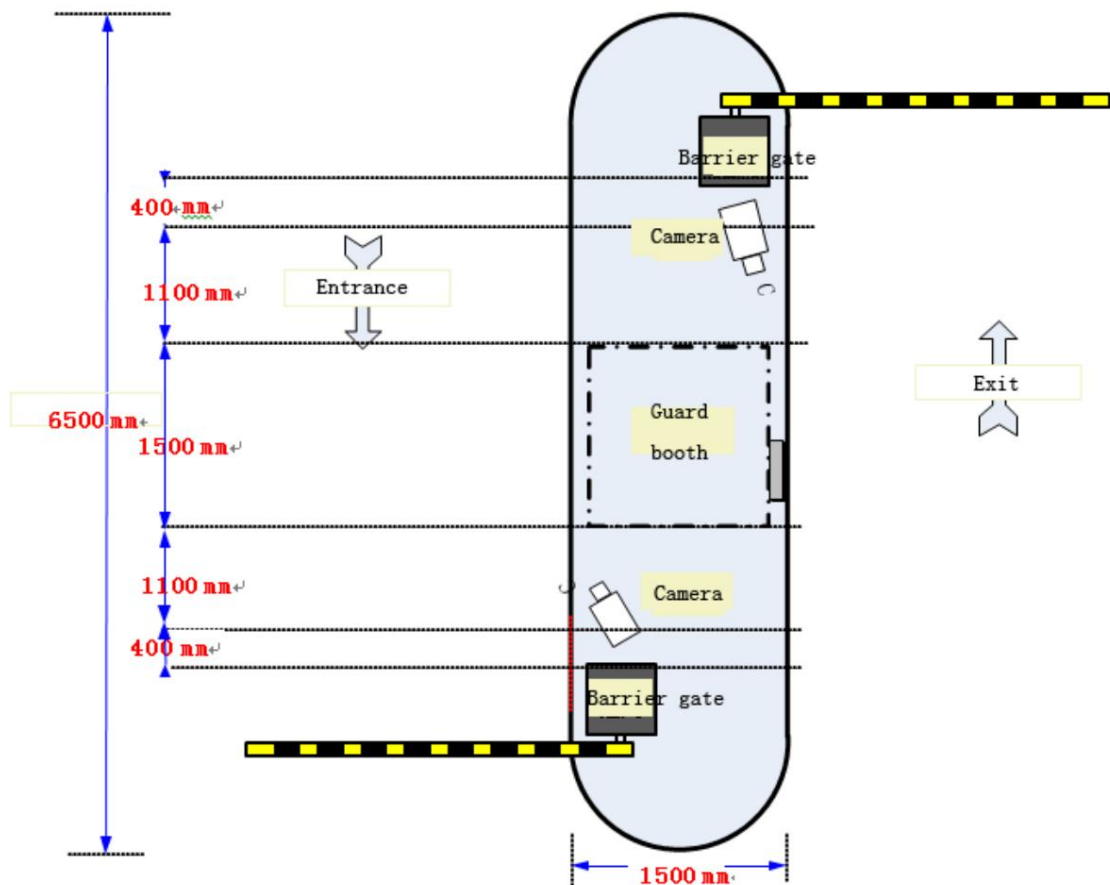 Barrier gate
400 mm
Camera
Entrance
1100 mm
Exit
Guard
booth
6500 mm
1500 mm
1100 mm
Camera
400 mm
Barrier gate
1500 mm